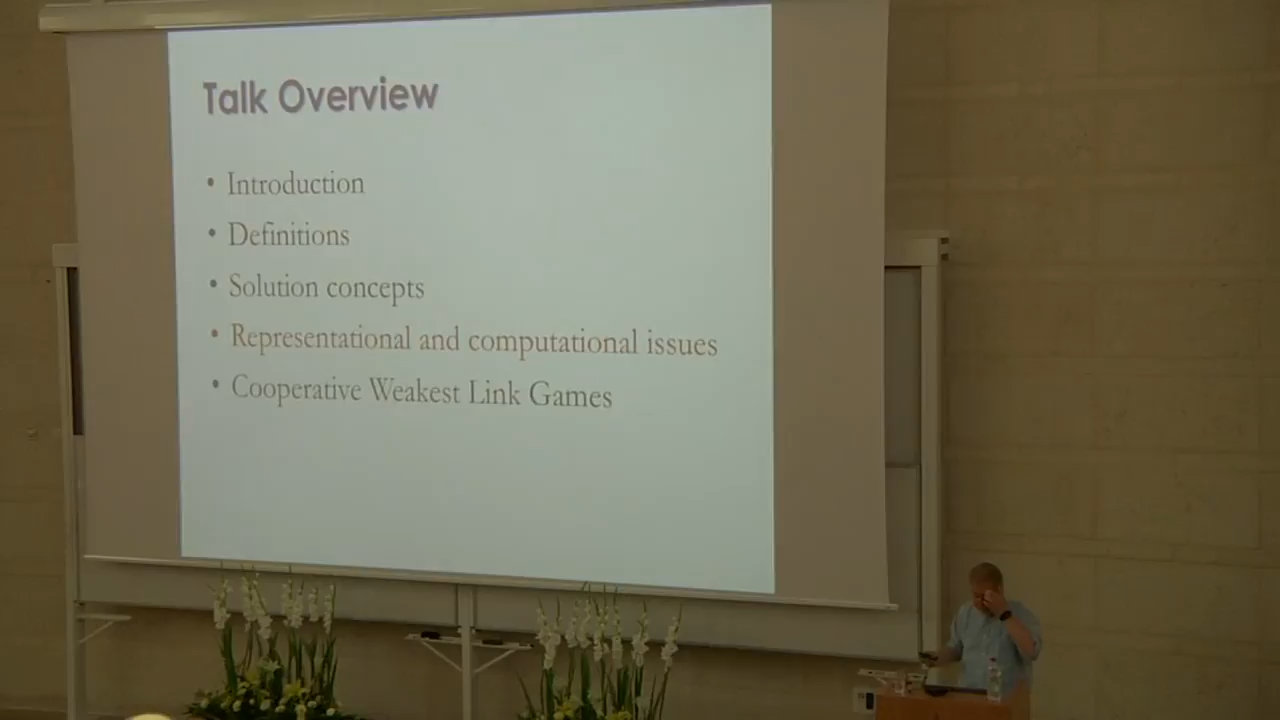 Talk Overview
• Introduction
• Definitions
• Solution concepts
• Representational and computational issues
• Cooperative Weakest Link Games